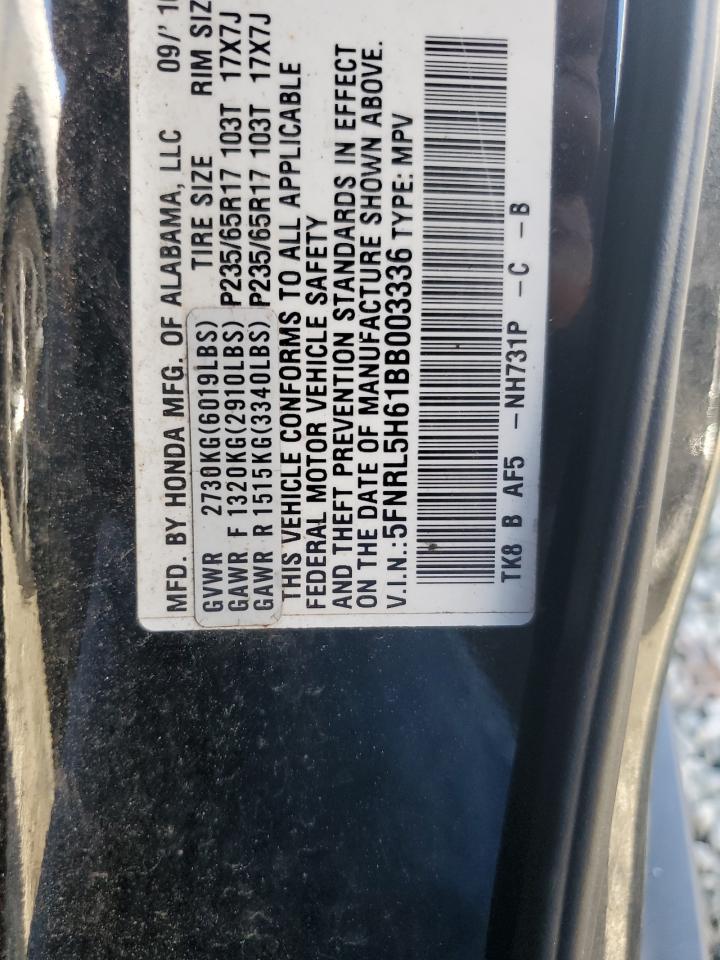 MFD. BY HONDA MFG. OF ALABAMA, LLC 09/'10
GVWR 2730KG(6019LBS) TIRE SIZE RIM SIZ
GAWR F 1320KG(2910LBS) P235/65R17 103T 17X7J
GAWR R 1515KG(3340LBS) P235/65R17 103T 17X7J
THIS VEHICLE CONFORMS TO ALL APPLICABLE
FEDERAL MOTOR VEHICLE SAFETY
AND THEFT PREVENTION STANDARDS IN EFFECT
ON THE DATE OF MANUFACTURE SHOWN ABOVE.
V.I.N.:5FNRL5H61BB003336 TYPE: MPV
TK8 B AF5 -NH731P -C -B